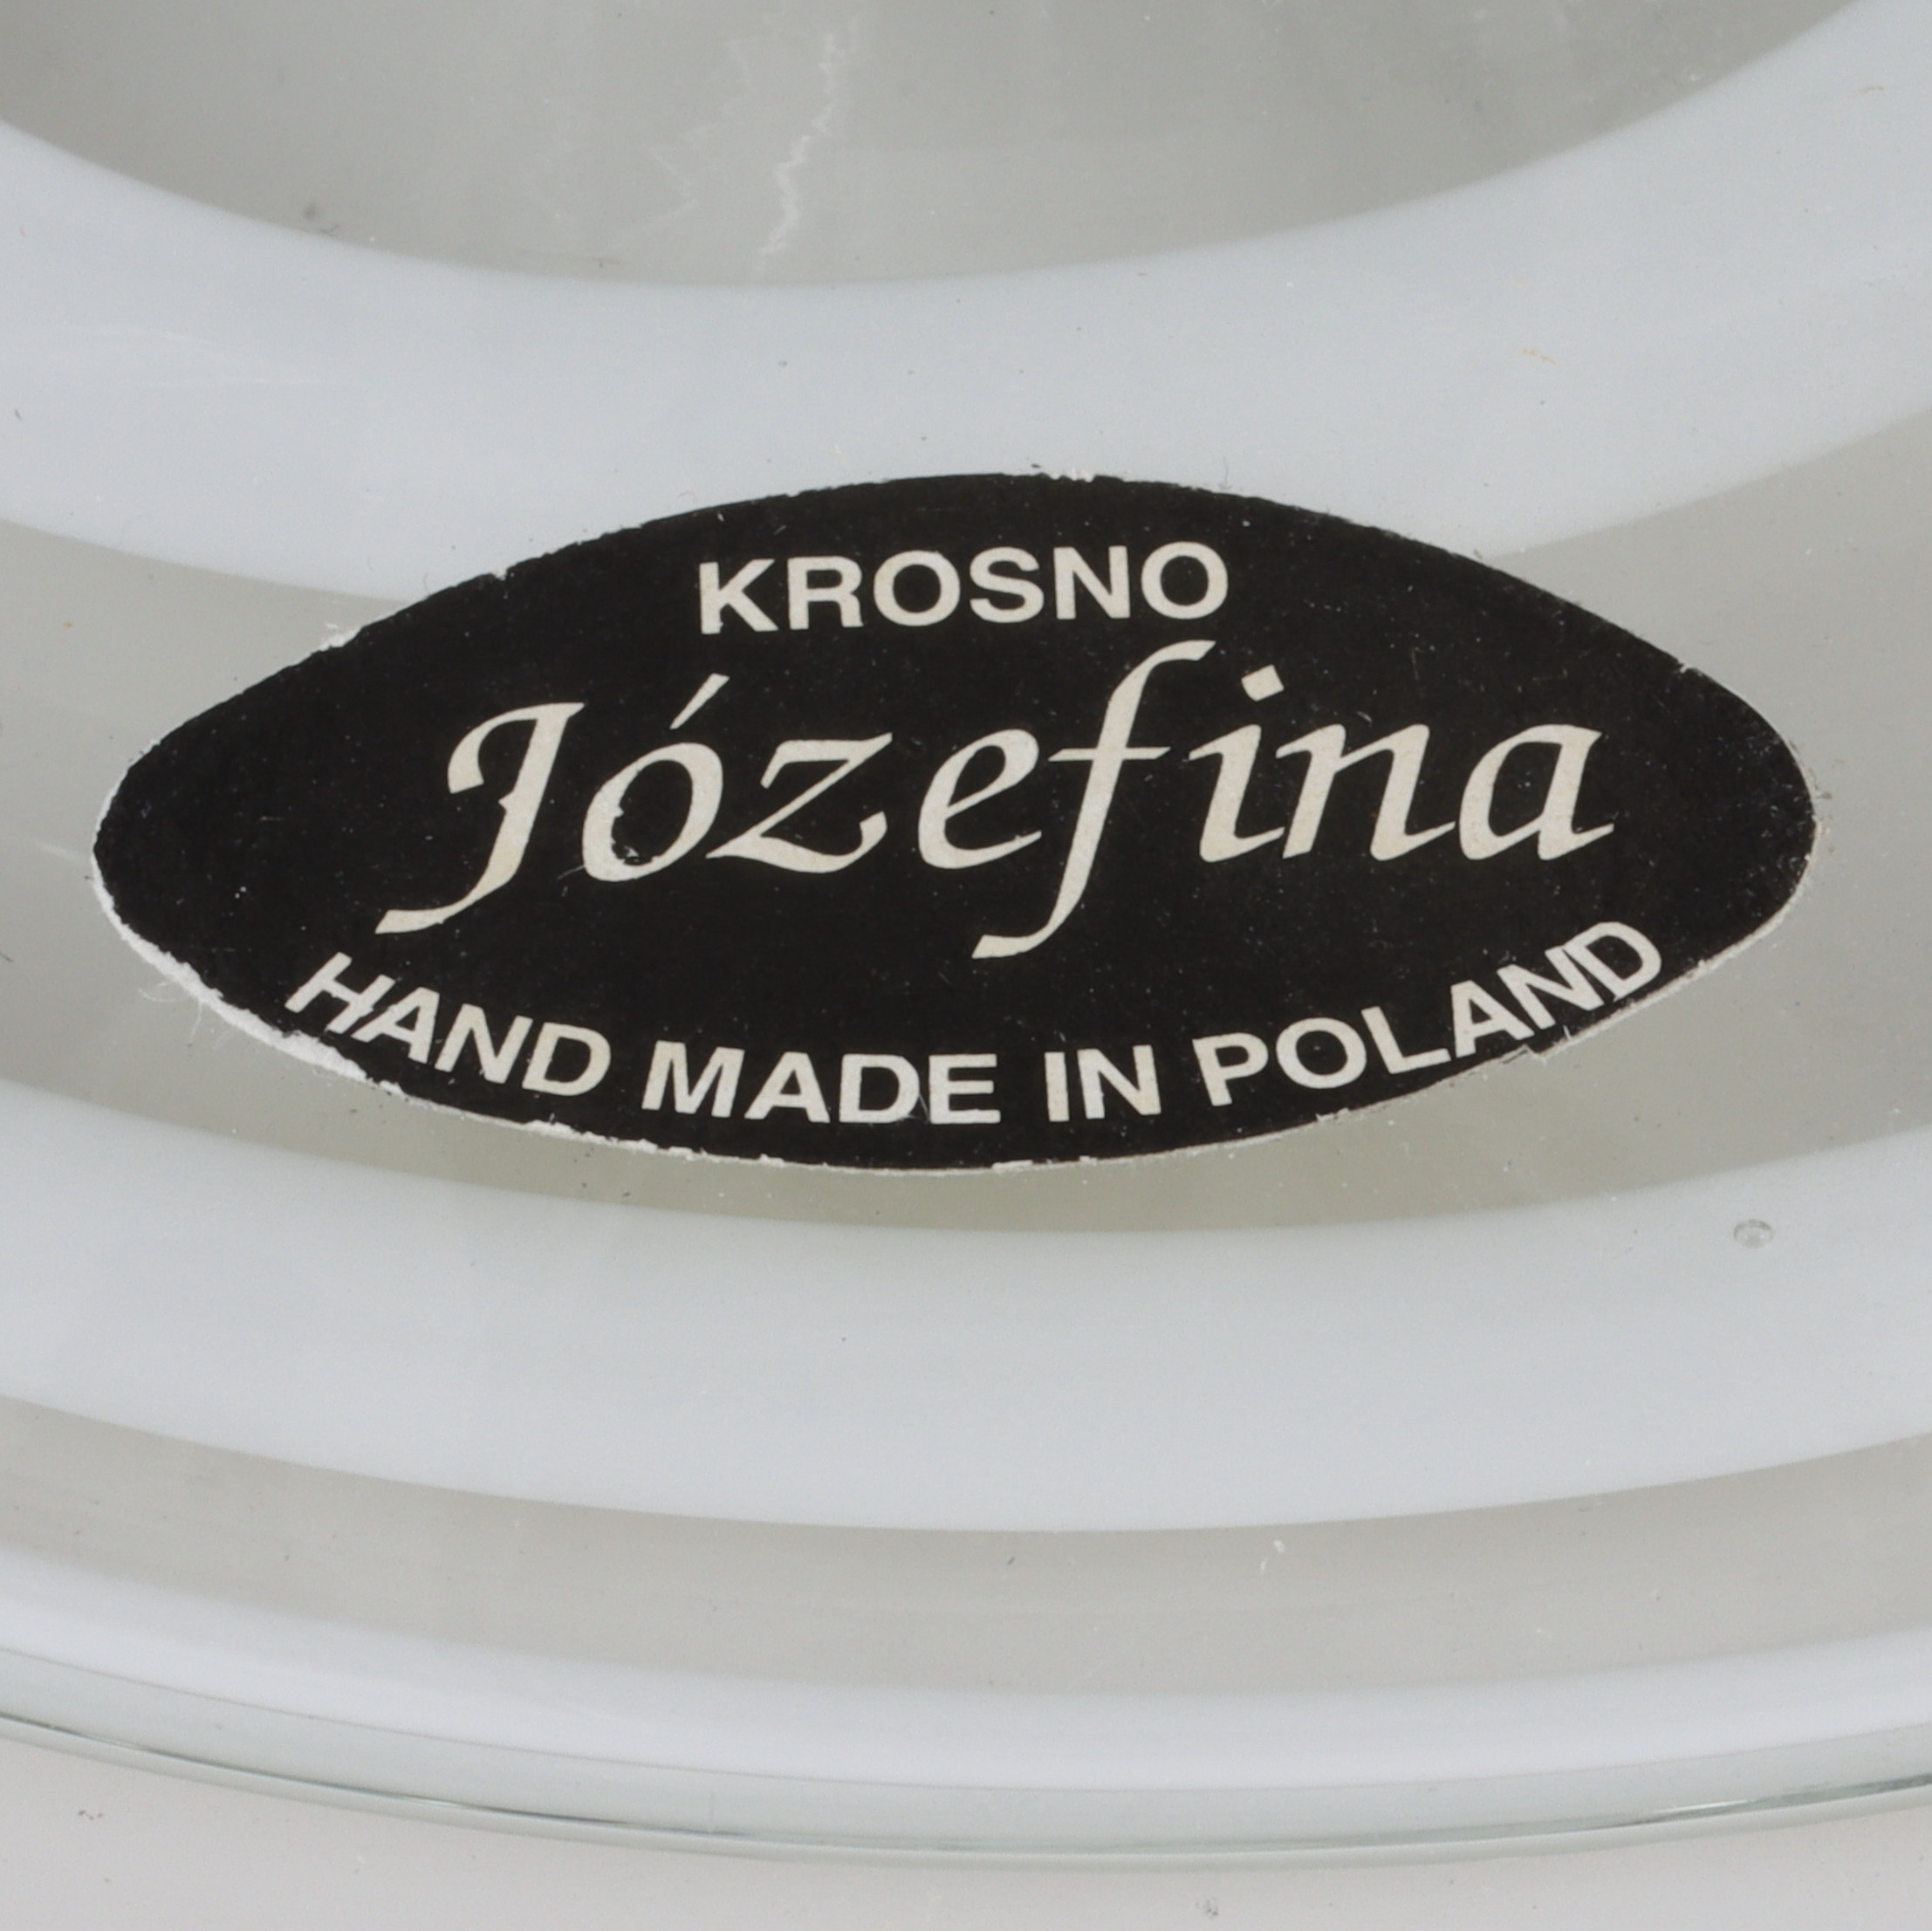 KROSNO
Józefina
HAND MADE IN POLAND